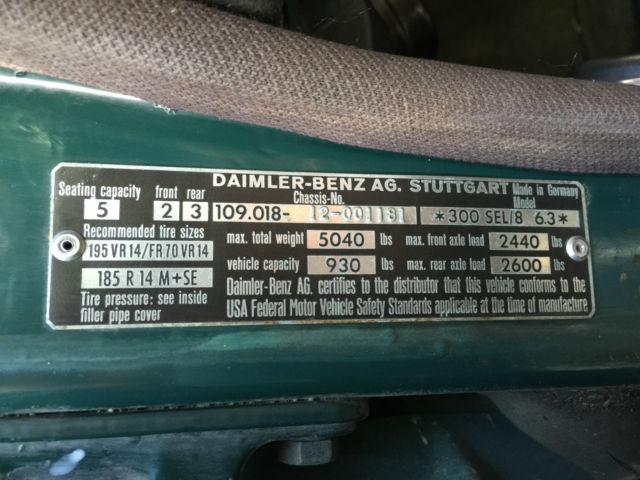 DAIMLER-BENZ AG. STUTTGART Made in Germany
Seating capacity front rear Chassis-No. Model
5 2 3 109.018- 12-001181 *300 SEL/8 6.3*
Recommended tire sizes max. total weight 5040 lbs max. front axle load 2440 lbs
195 VR 14/FR 70 VR 14 vehicle capacity 930 lbs max. rear axle load 2600 lbs
185 R 14 M+SE Daimler-Benz AG. certifies to the distributor that this vehicle conforms to the
Tire pressure: see inside USA Federal Motor Vehicle Safety Standards applicable at the time of manufacture
filler pipe cover